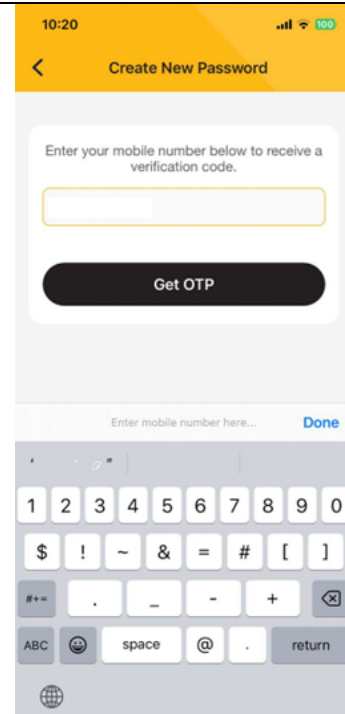 10:20
100
Create New Password
Enter your mobile number below to receive a
verification code.
Get OTP
Enter mobile number here...
Done
1 2 3 4 5 6 7 8 9 0
$ ! ~ & = # [ ]
#+= . _ - +
ABC space @ . return